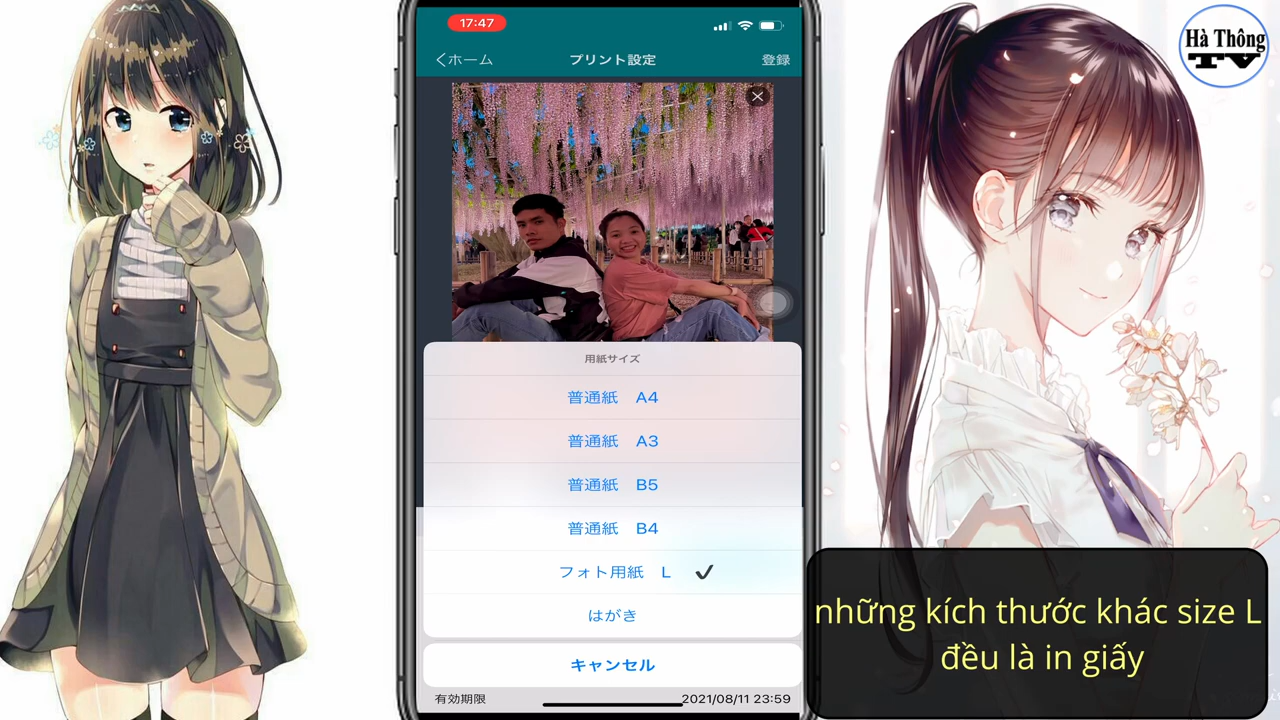 17:47
ホーム
プリント設定
登録
Hà Thông
TV
用紙サイズ
普通紙 A4
普通紙 A3
普通紙 B5
普通紙 B4
フォト用紙 L
はがき
キャンセル
有効期限
2021/08/11 23:59
những kích thước khác size L
đều là in giấy